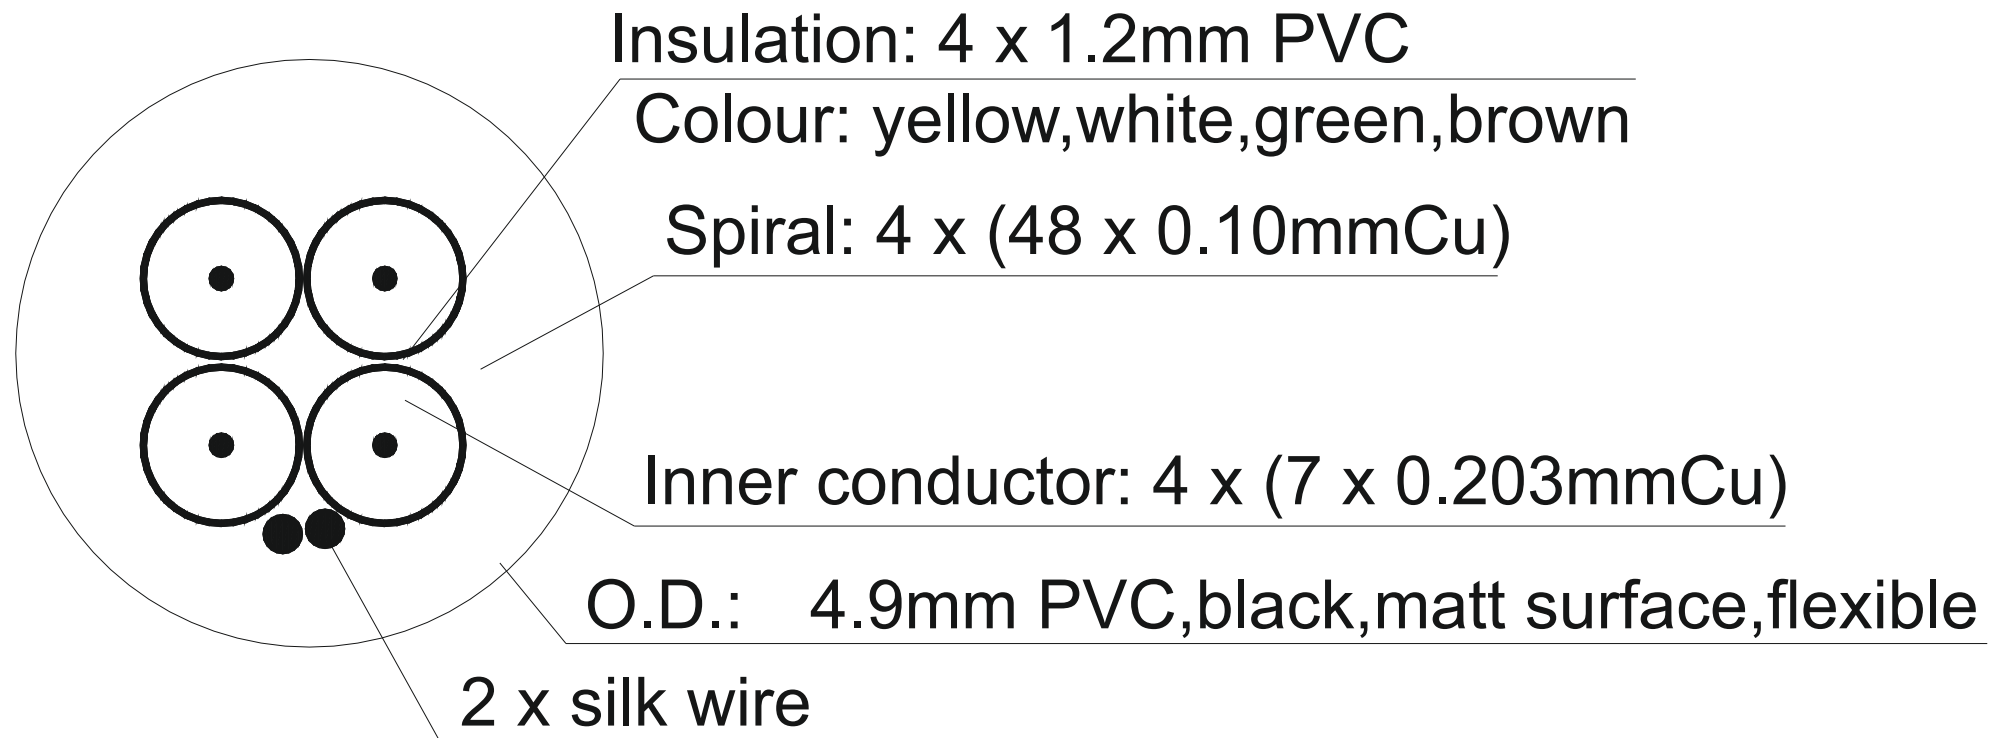 Insulation: 4 x 1.2mm PVC
Colour: yellow,white,green,brown
Spiral: 4 x (48 x 0.10mmCu)
Inner conductor: 4 x (7 x 0.203mmCu)
O.D.: 4.9mm PVC,black,matt surface,flexible
2 x silk wire